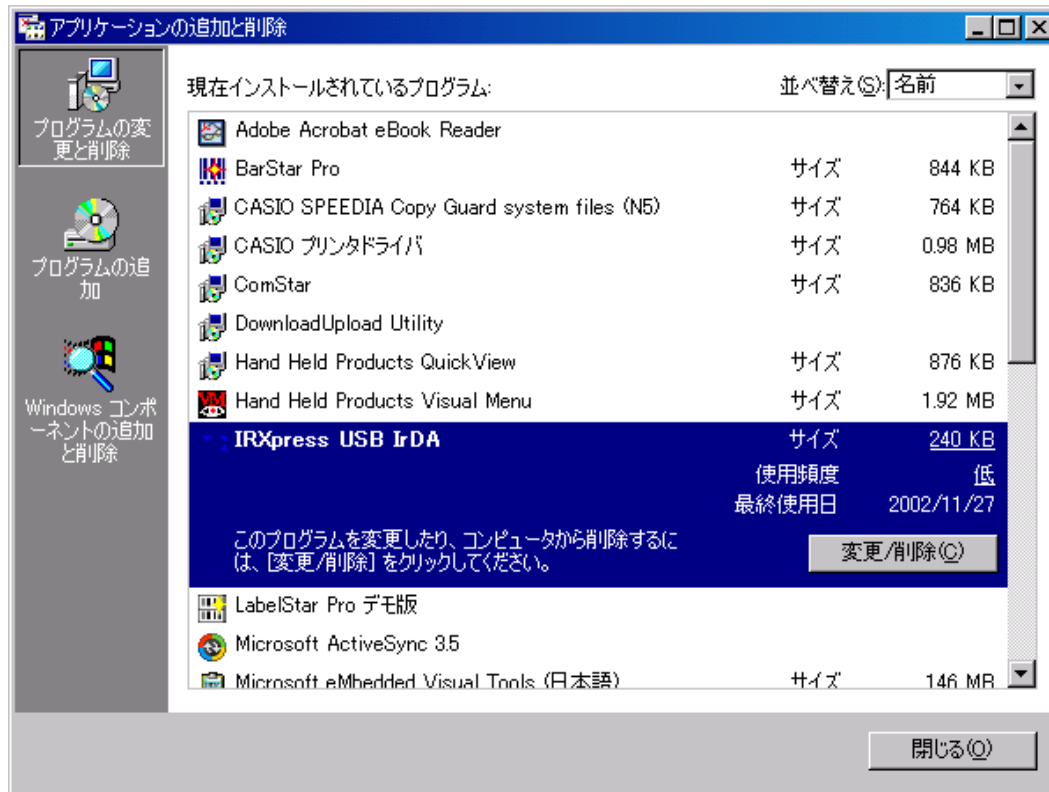 アプリケーションの追加と削除
プログラムの変
更と削除
プログラムの追
加
Windows コンポ
ーネントの追加
と削除
現在インストールされているプログラム:
並べ替え(S): 名前
Adobe Acrobat eBook Reader
BarStar Pro サイズ 844 KB
CASIO SPEEDIA Copy Guard system files (N5) サイズ 764 KB
CASIO プリンタドライバ サイズ 0.98 MB
ComStar サイズ 836 KB
DownloadUpload Utility
Hand Held Products QuickView サイズ 876 KB
Hand Held Products Visual Menu サイズ 1.92 MB
IRXpress USB IrDA サイズ 240 KB
使用頻度 低
最終使用日 2002/11/27
このプログラムを変更したり、コンピュータから削除するに
は、[変更/削除] をクリックしてください。
変更/削除(C)
LabelStar Pro デモ版
Microsoft ActiveSync 3.5
Microsoft eMbedded Visual Tools (日本語) サイズ 146 MB
閉じる(O)